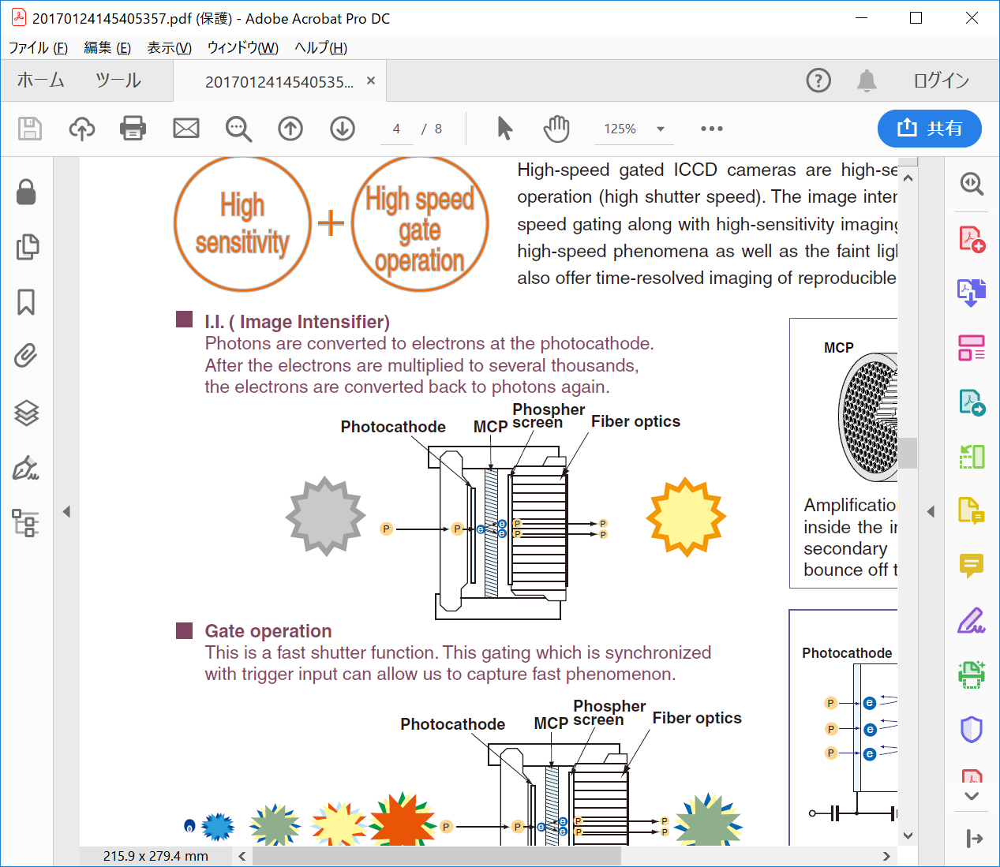 20170124145405357.pdf (保護) - Adobe Acrobat Pro DC
ファイル (F) 編集 (E) 表示(V) ウィンドウ(W) ヘルプ(H)
ホーム ツール 2017012414540535... × ? ログイン
4 / 8 125% 共有
High
sensitivity
+
High speed
gate
operation
High-speed gated ICCD cameras are high-se
operation (high shutter speed). The image inter
speed gating along with high-sensitivity imaging
high-speed phenomena as well as the faint ligh
also offer time-resolved imaging of reproducible
I.I. ( Image Intensifier)
Photons are converted to electrons at the photocathode.
After the electrons are multiplied to several thousands,
the electrons are converted back to photons again.
Photocathode MCP Phospher screen Fiber optics
P P e e e P P P P
MCP
Amplification
inside the in
secondary
bounce off t
Gate operation
This is a fast shutter function. This gating which is synchronized
with trigger input can allow us to capture fast phenomenon.
Photocathode MCP Phospher screen Fiber optics
P P e e e P P P P
Photocathode
P e
P e
P e
215.9 x 279.4 mm